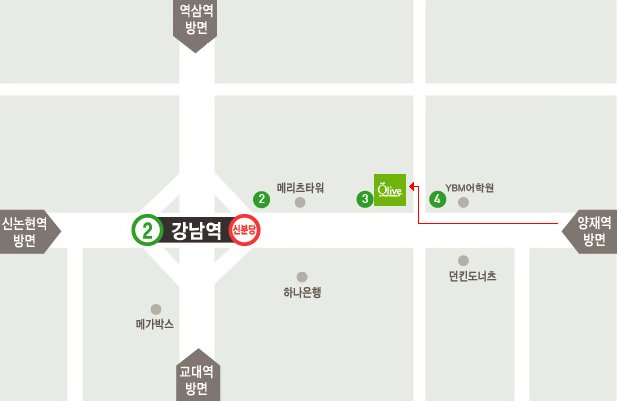 역삼역
방면
2
메리츠타워
3
Olive
4
YBM어학원
신논현역
방면
2
강남역
신분당
양재역
방면
하나은행
던킨도너츠
메가박스
교대역
방면